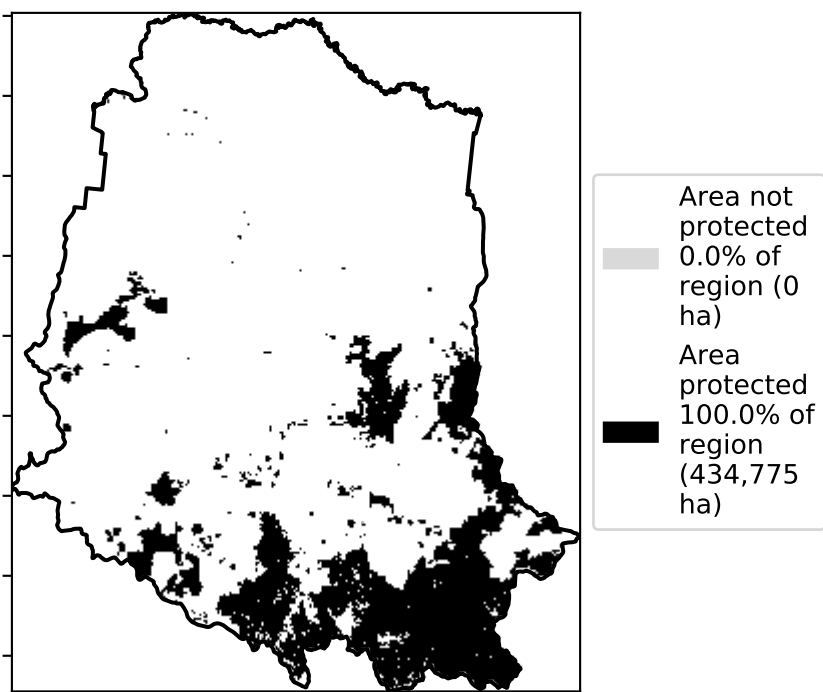 Area not
protected
0.0% of
region (0
ha)
Area
protected
100.0% of
region
(434,775
ha)